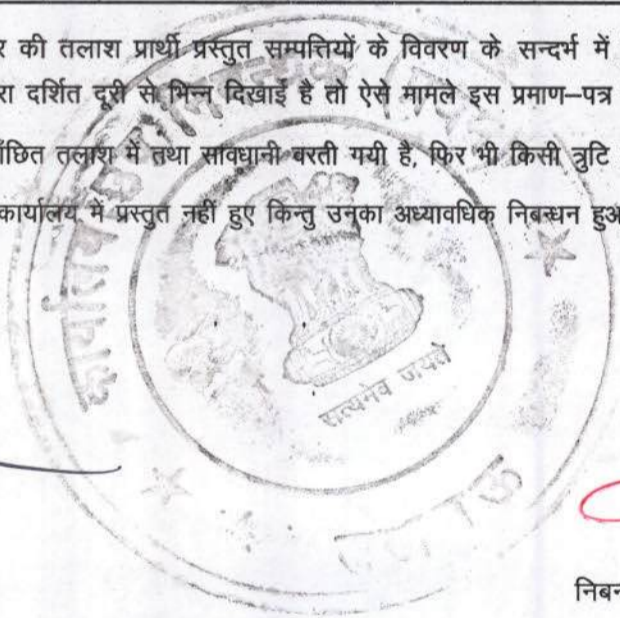 र की तलाश प्रार्थी प्रस्तुत सम्पत्तियों के विवरण के सन्दर्भ में
रा दर्शित दूरी से भिन्न दिखाई है तो ऐसे मामले इस प्रमाण–पत्र
ांछित तलाश में तथा सावधानी बरती गयी है, फिर भी किसी त्रुटि
कार्यालय में प्रस्तुत नहीं हुए किन्तु उनका अध्यावधिक निबन्धन हुअ
कार्यालय
सत्यमेव जयते
निबन